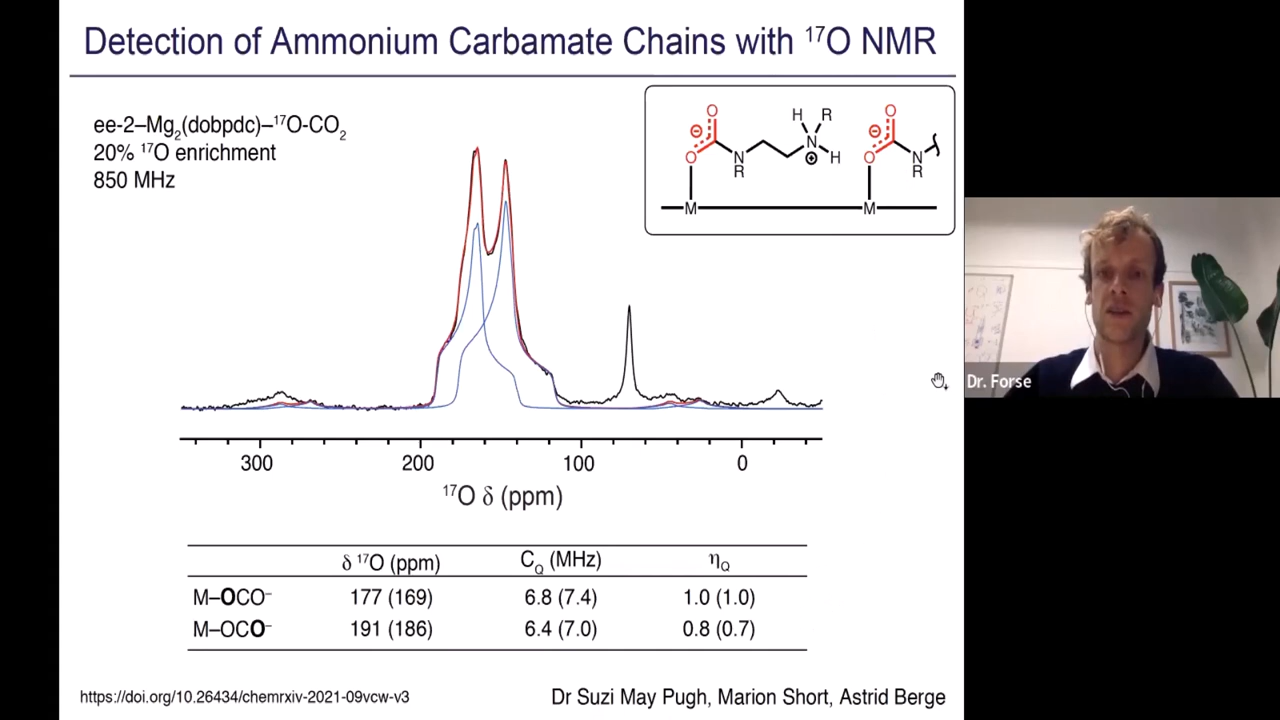 Detection of Ammonium Carbamate Chains with ¹⁷O NMR
ee-2–Mg₂(dobpdc)–¹⁷O-CO₂
20% ¹⁷O enrichment
850 MHz
O
H R
⊖
N
H
O
N
R
⊕
M
O
⊖
O
N
R
M
300 200 100 0
¹⁷O δ (ppm)
δ ¹⁷O (ppm) C_Q (MHz) η_Q
M–OCO⁻ 177 (169) 6.8 (7.4) 1.0 (1.0)
M–OCO⁻ 191 (186) 6.4 (7.0) 0.8 (0.7)
https://doi.org/10.26434/chemrxiv-2021-09vcw-v3
Dr Suzi May Pugh, Marion Short, Astrid Berge
Dr. Forse